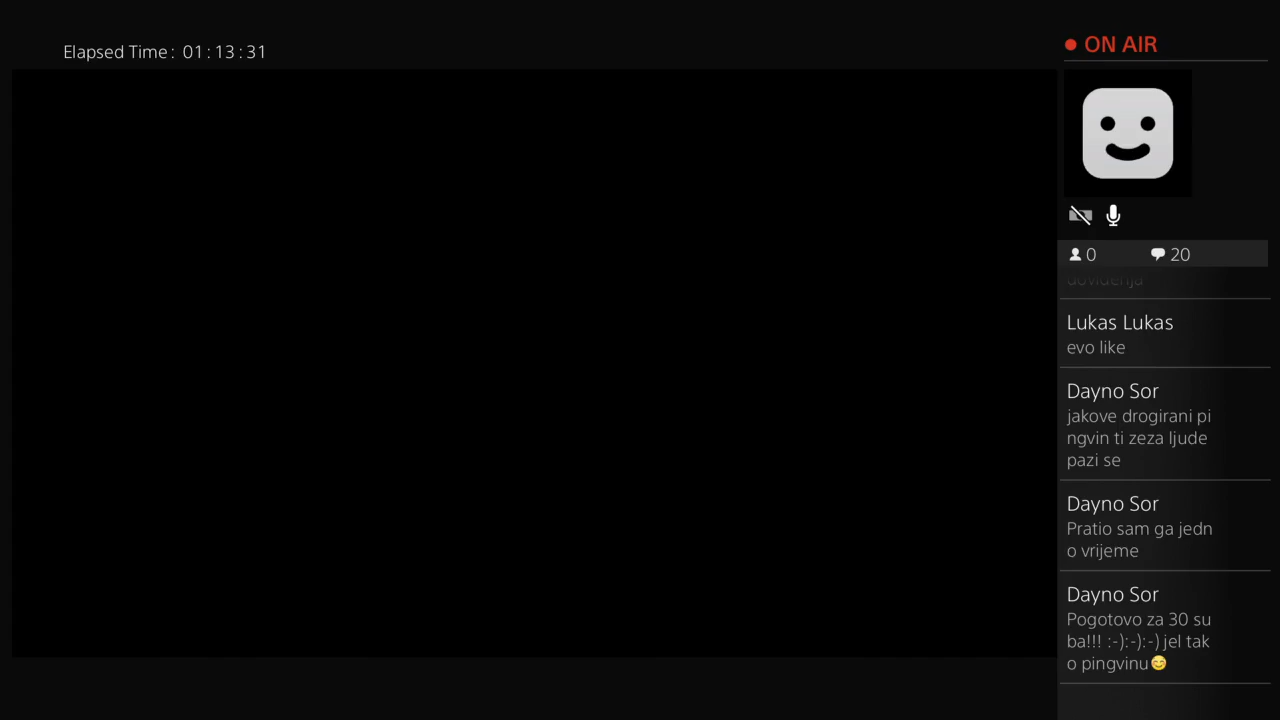 Elapsed Time: 01:13:31
ON AIR
0 20
Lukas Lukas
evo like
Dayno Sor
jakove drogirani pi
ngvin ti zeza ljude
pazi se
Dayno Sor
Pratio sam ga jedn
o vrijeme
Dayno Sor
Pogotovo za 30 su
ba!!! :-):-):-) jel tak
o pingvinu😊